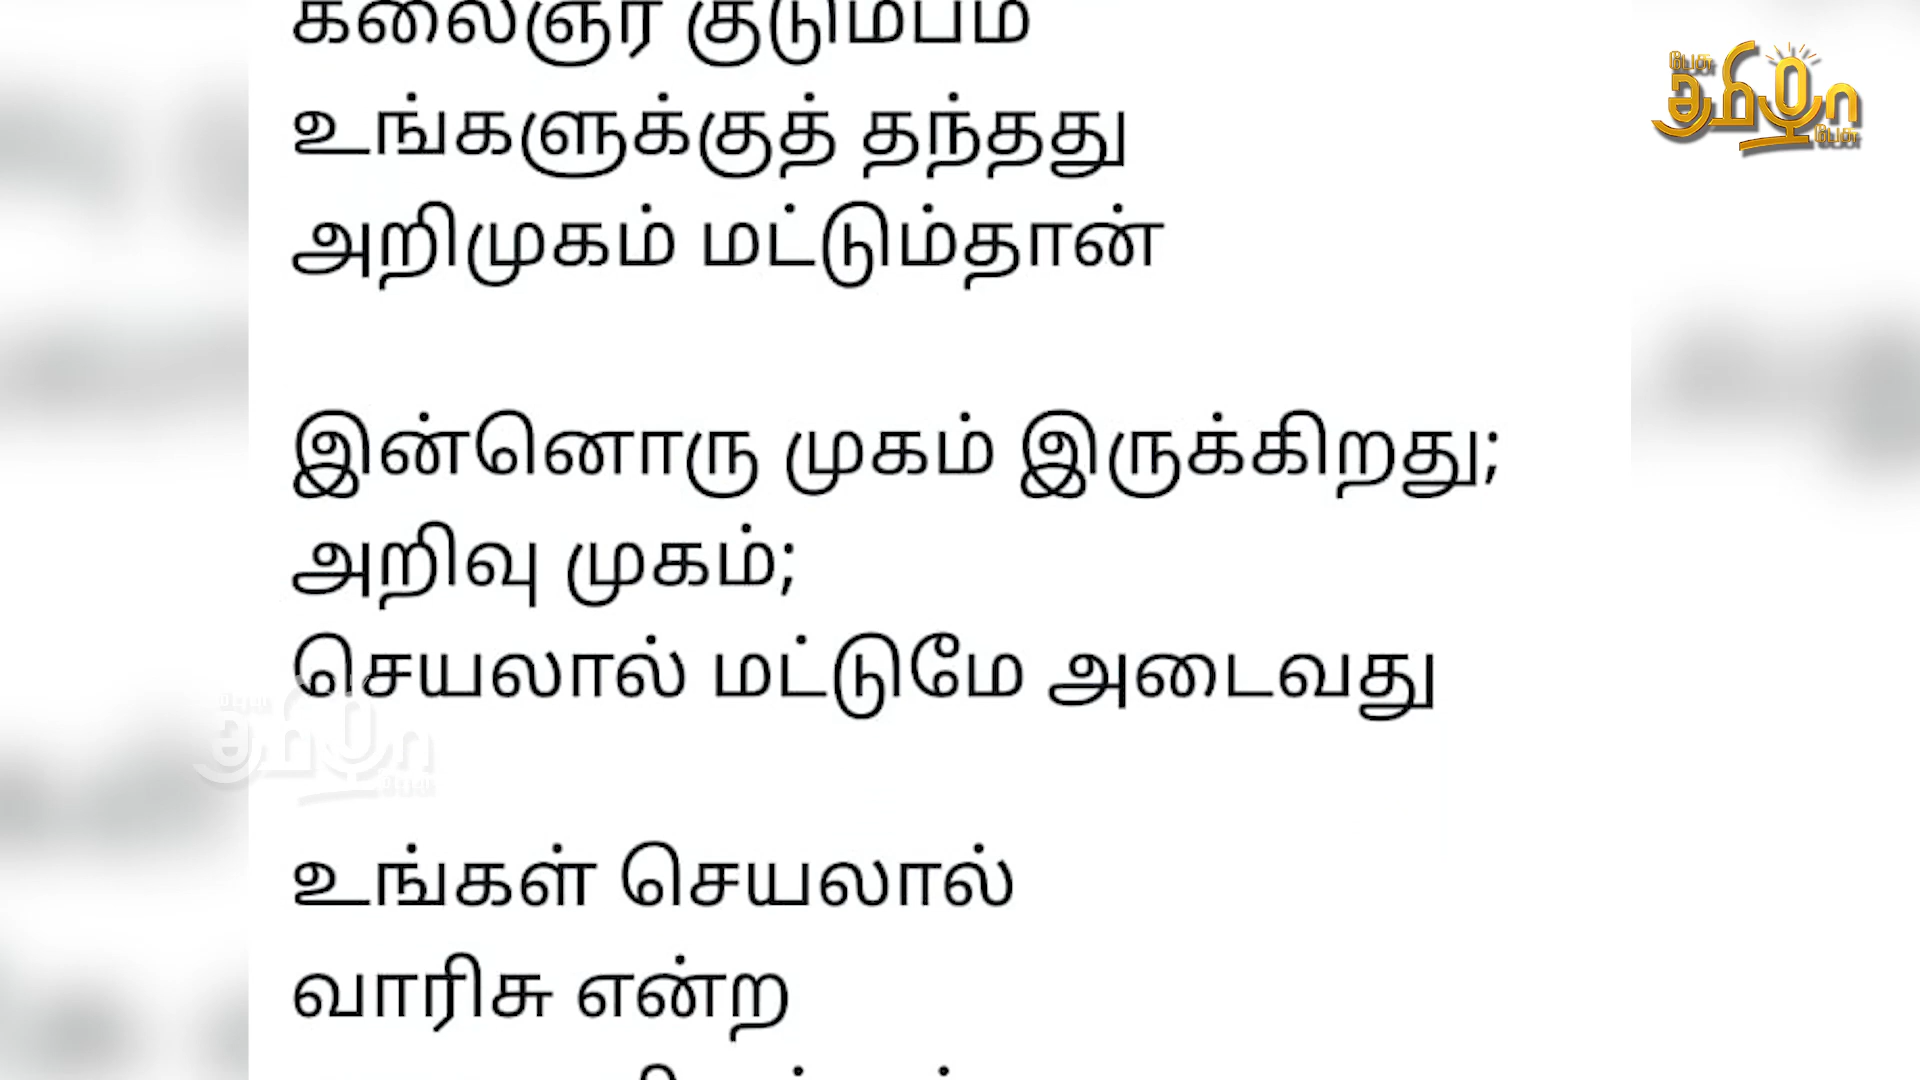 கலைஞர் குடும்பம்
உங்களுக்குத் தந்தது
அறிமுகம் மட்டும்தான்
இன்னொரு முகம் இருக்கிறது;
அறிவு முகம்;
செயலால் மட்டுமே அடைவது
உங்கள் செயலால்
வாரிசு என்ற
பேசு
தமிழா
பேசு